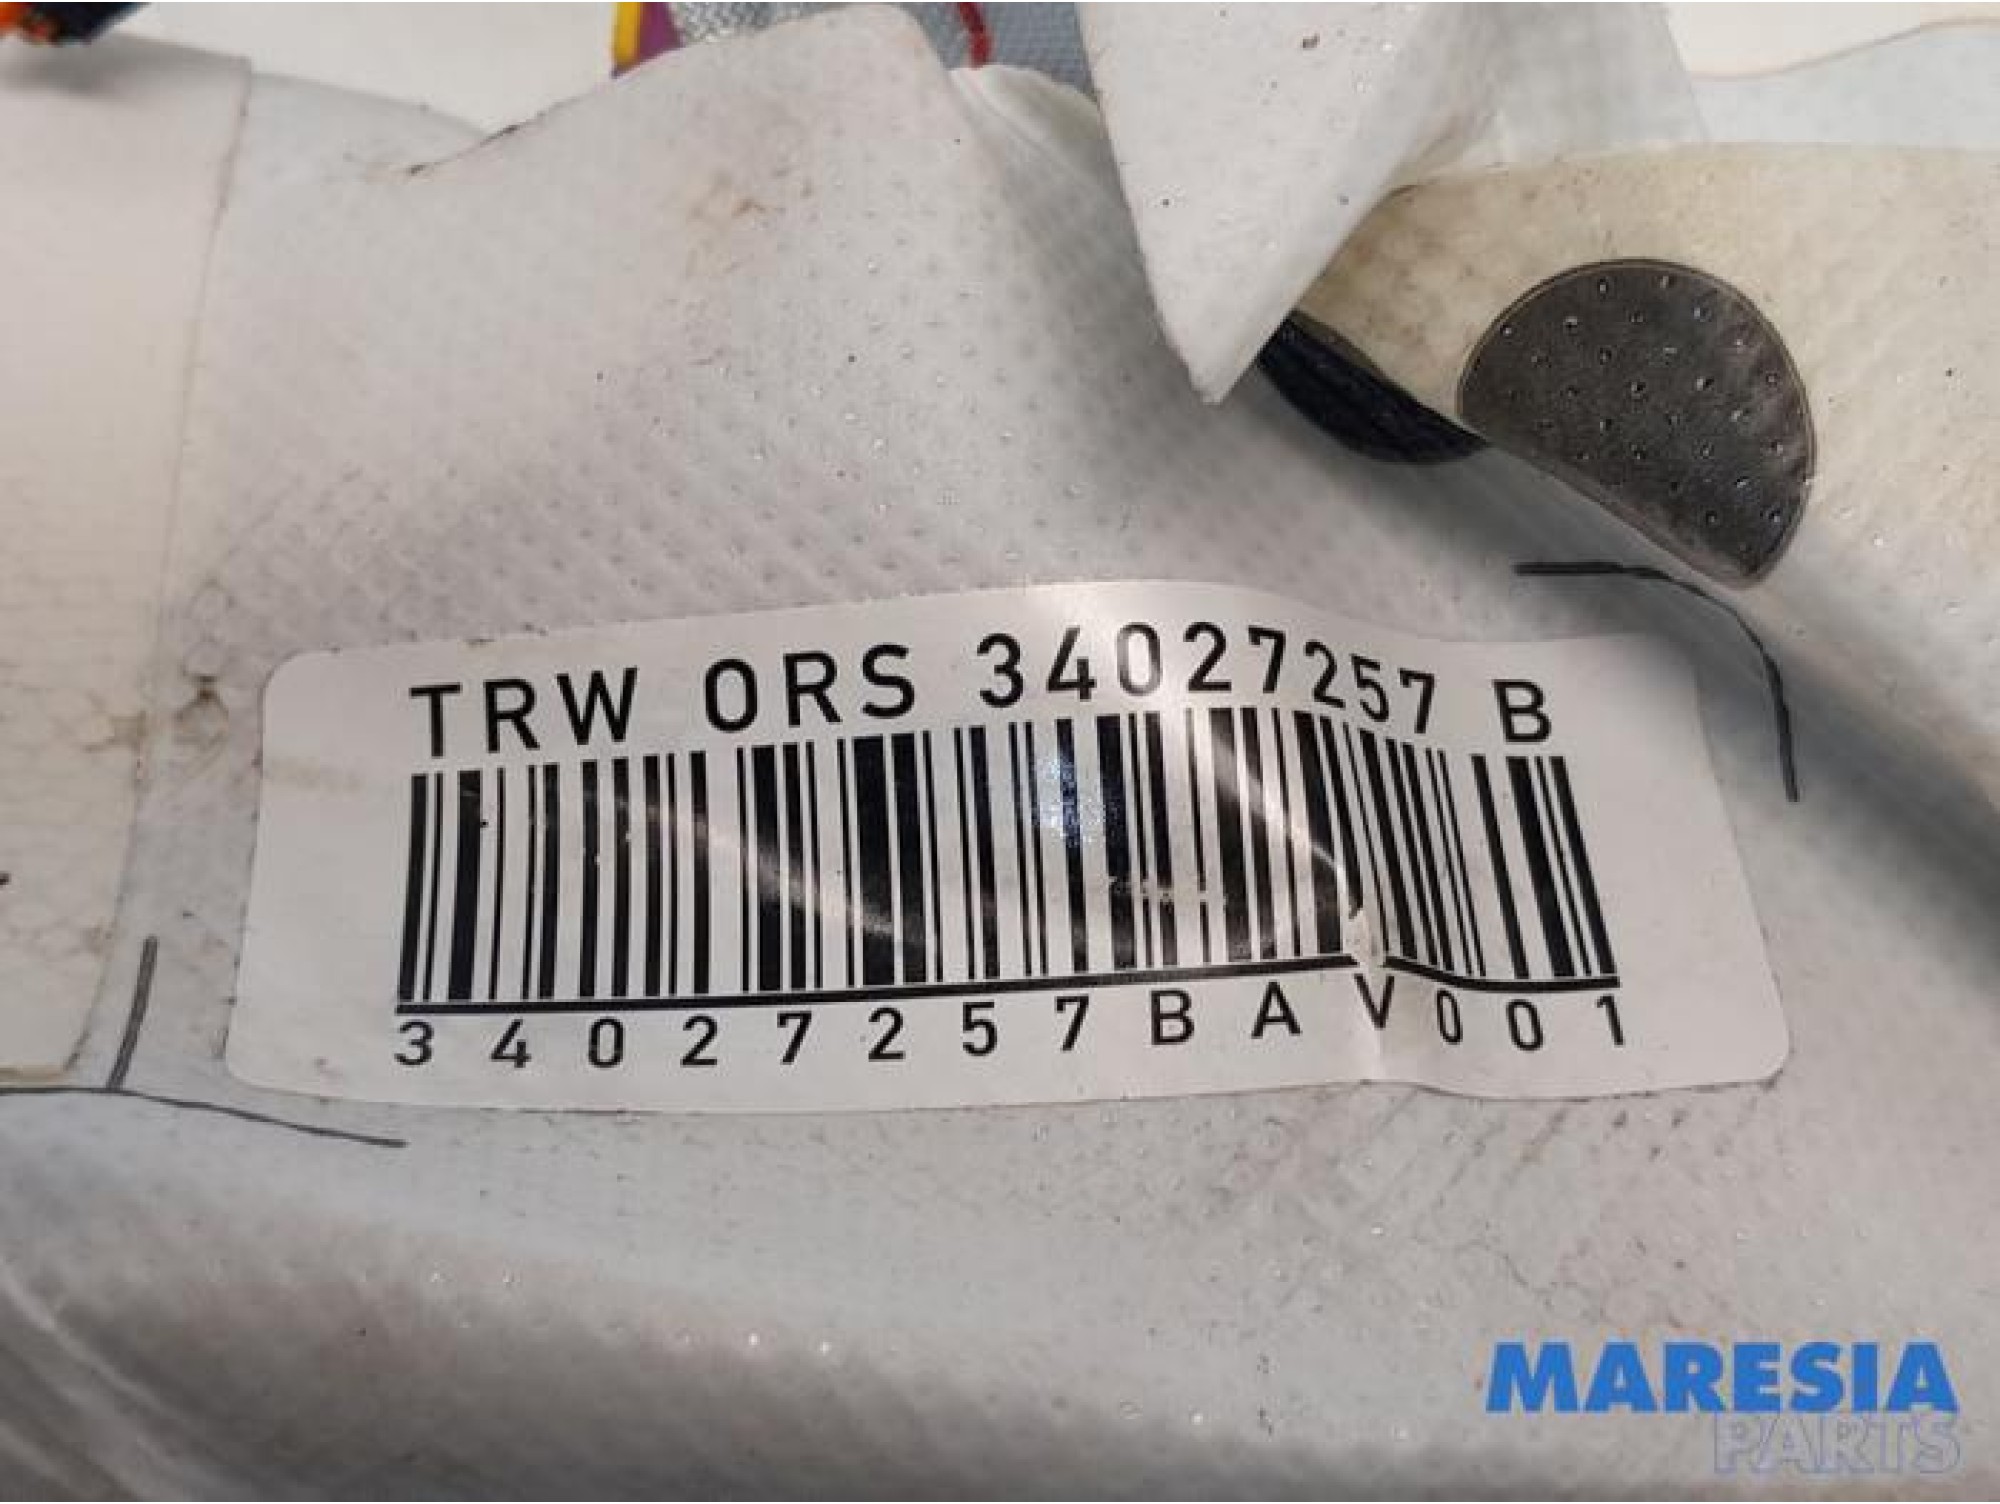 TRW ORS 34027257 B
34027257BAV001
MARESIA
PARTS